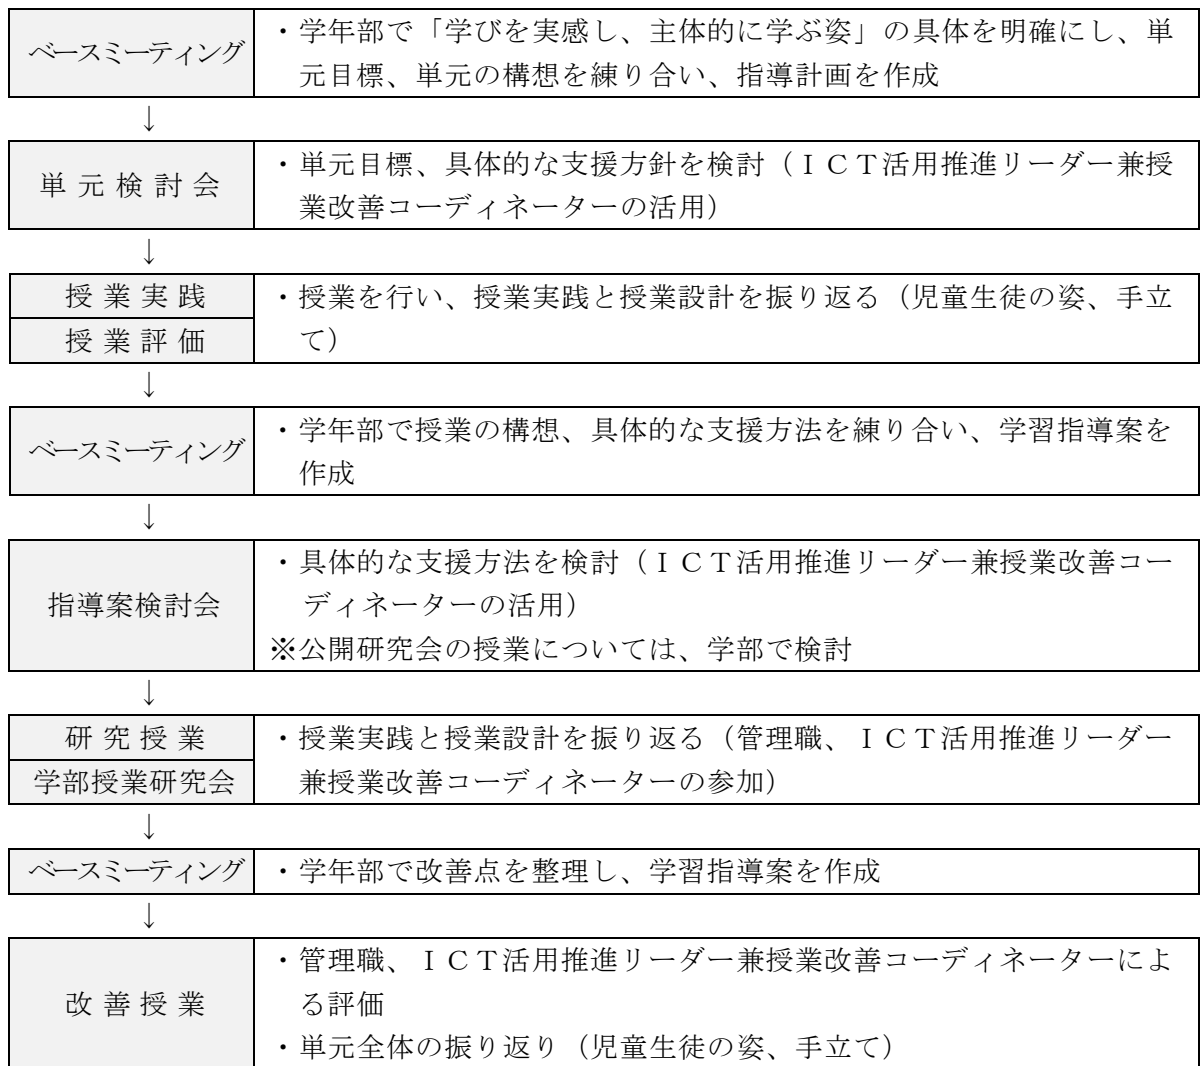 ベースミーティング
・学年部で「学びを実感し、主体的に学ぶ姿」の具体を明確にし、単
元目標、単元の構想を練り合い、指導計画を作成
↓
単元検討会
・単元目標、具体的な支援方針を検討（ＩＣＴ活用推進リーダー兼授
業改善コーディネーターの活用）
↓
授業実践
授業評価
・授業を行い、授業実践と授業設計を振り返る（児童生徒の姿、手立
て）
↓
ベースミーティング
・学年部で授業の構想、具体的な支援方法を練り合い、学習指導案を
作成
↓
指導案検討会
・具体的な支援方法を検討（ＩＣＴ活用推進リーダー兼授業改善コー
ディネーターの活用）
※公開研究会の授業については、学部で検討
↓
研究授業
学部授業研究会
・授業実践と授業設計を振り返る（管理職、ＩＣＴ活用推進リーダー
兼授業改善コーディネーターの参加）
↓
ベースミーティング
・学年部で改善点を整理し、学習指導案を作成
↓
改善授業
・管理職、ＩＣＴ活用推進リーダー兼授業改善コーディネーターによ
る評価
・単元全体の振り返り（児童生徒の姿、手立て）